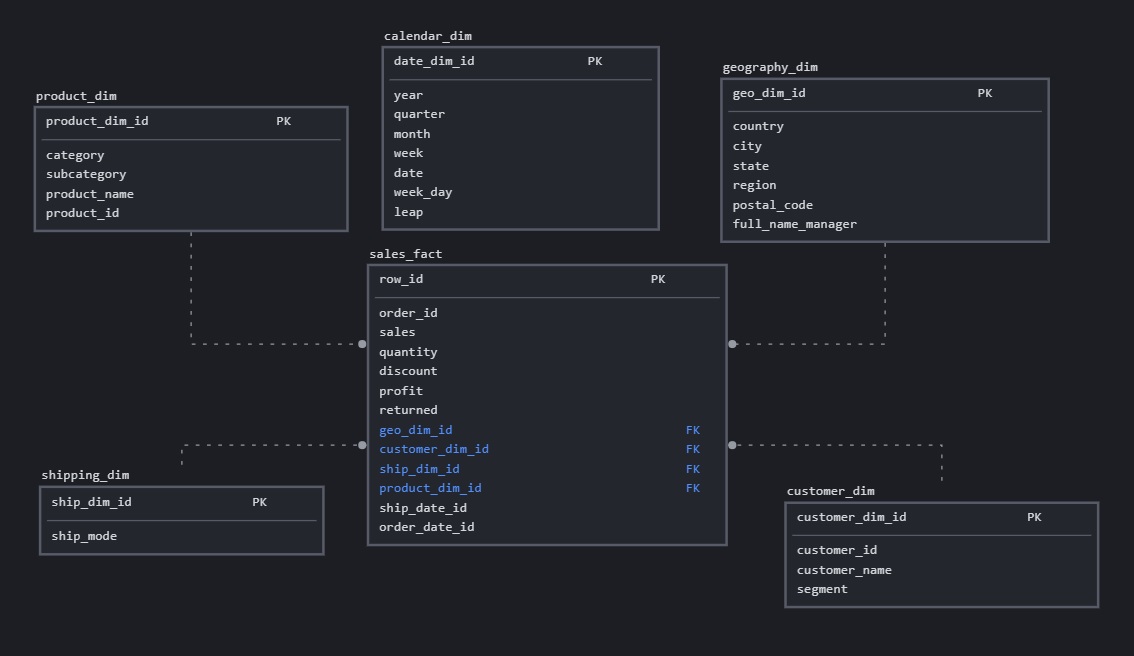 calendar_dim
date_dim_id PK
year
quarter
month
week
date
week_day
leap
geography_dim
geo_dim_id PK
country
city
state
region
postal_code
full_name_manager
product_dim
product_dim_id PK
category
subcategory
product_name
product_id
sales_fact
row_id PK
order_id
sales
quantity
discount
profit
returned
geo_dim_id FK
customer_dim_id FK
ship_dim_id FK
product_dim_id FK
ship_date_id
order_date_id
shipping_dim
ship_dim_id PK
ship_mode
customer_dim
customer_dim_id PK
customer_id
customer_name
segment